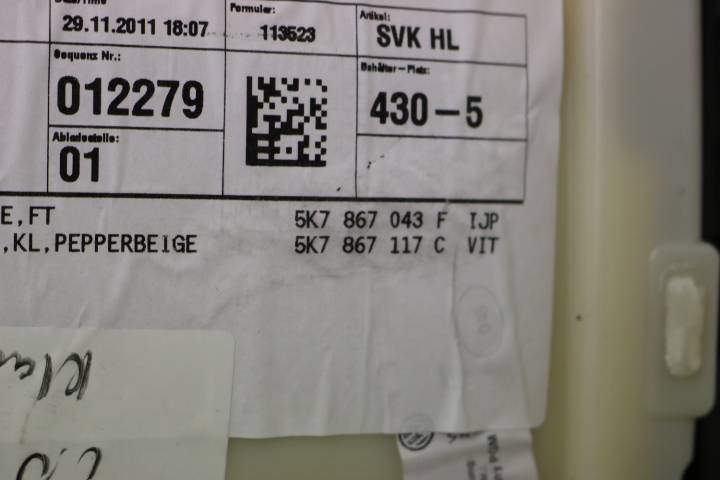 Formular: Artikel:
29.11.2011 18:07 113523 SVK HL
Sequenz Nr.: Behälter-Platz:
012279 430-5
Abladestelle:
01
E,FT 5K7 867 043 F IJP
,KL,PEPPERBEIGE 5K7 867 117 C VIT